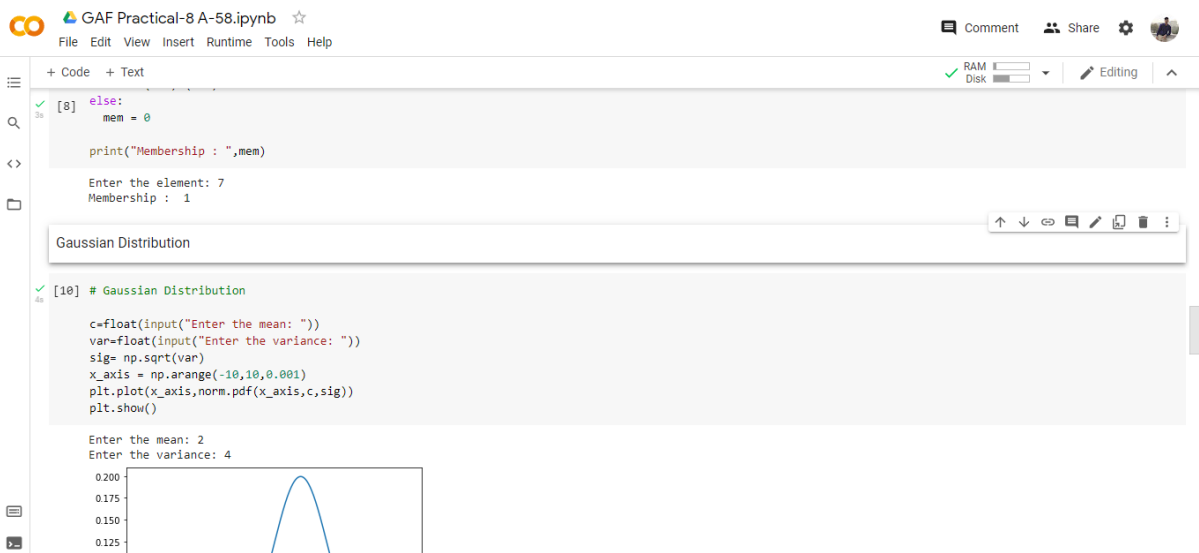 GAF Practical-8 A-58.ipynb
Comment
Share
File Edit View Insert Runtime Tools Help
+ Code + Text
RAM
Disk
Editing
3s
[8] else:
mem = 0
print("Membership : ",mem)
Enter the element: 7
Membership :  1
Gaussian Distribution
4s
[10] # Gaussian Distribution
c=float(input("Enter the mean: "))
var=float(input("Enter the variance: "))
sig= np.sqrt(var)
x_axis = np.arange(-10,10,0.001)
plt.plot(x_axis,norm.pdf(x_axis,c,sig))
plt.show()
Enter the mean: 2
Enter the variance: 4
0.200
0.175
0.150
0.125